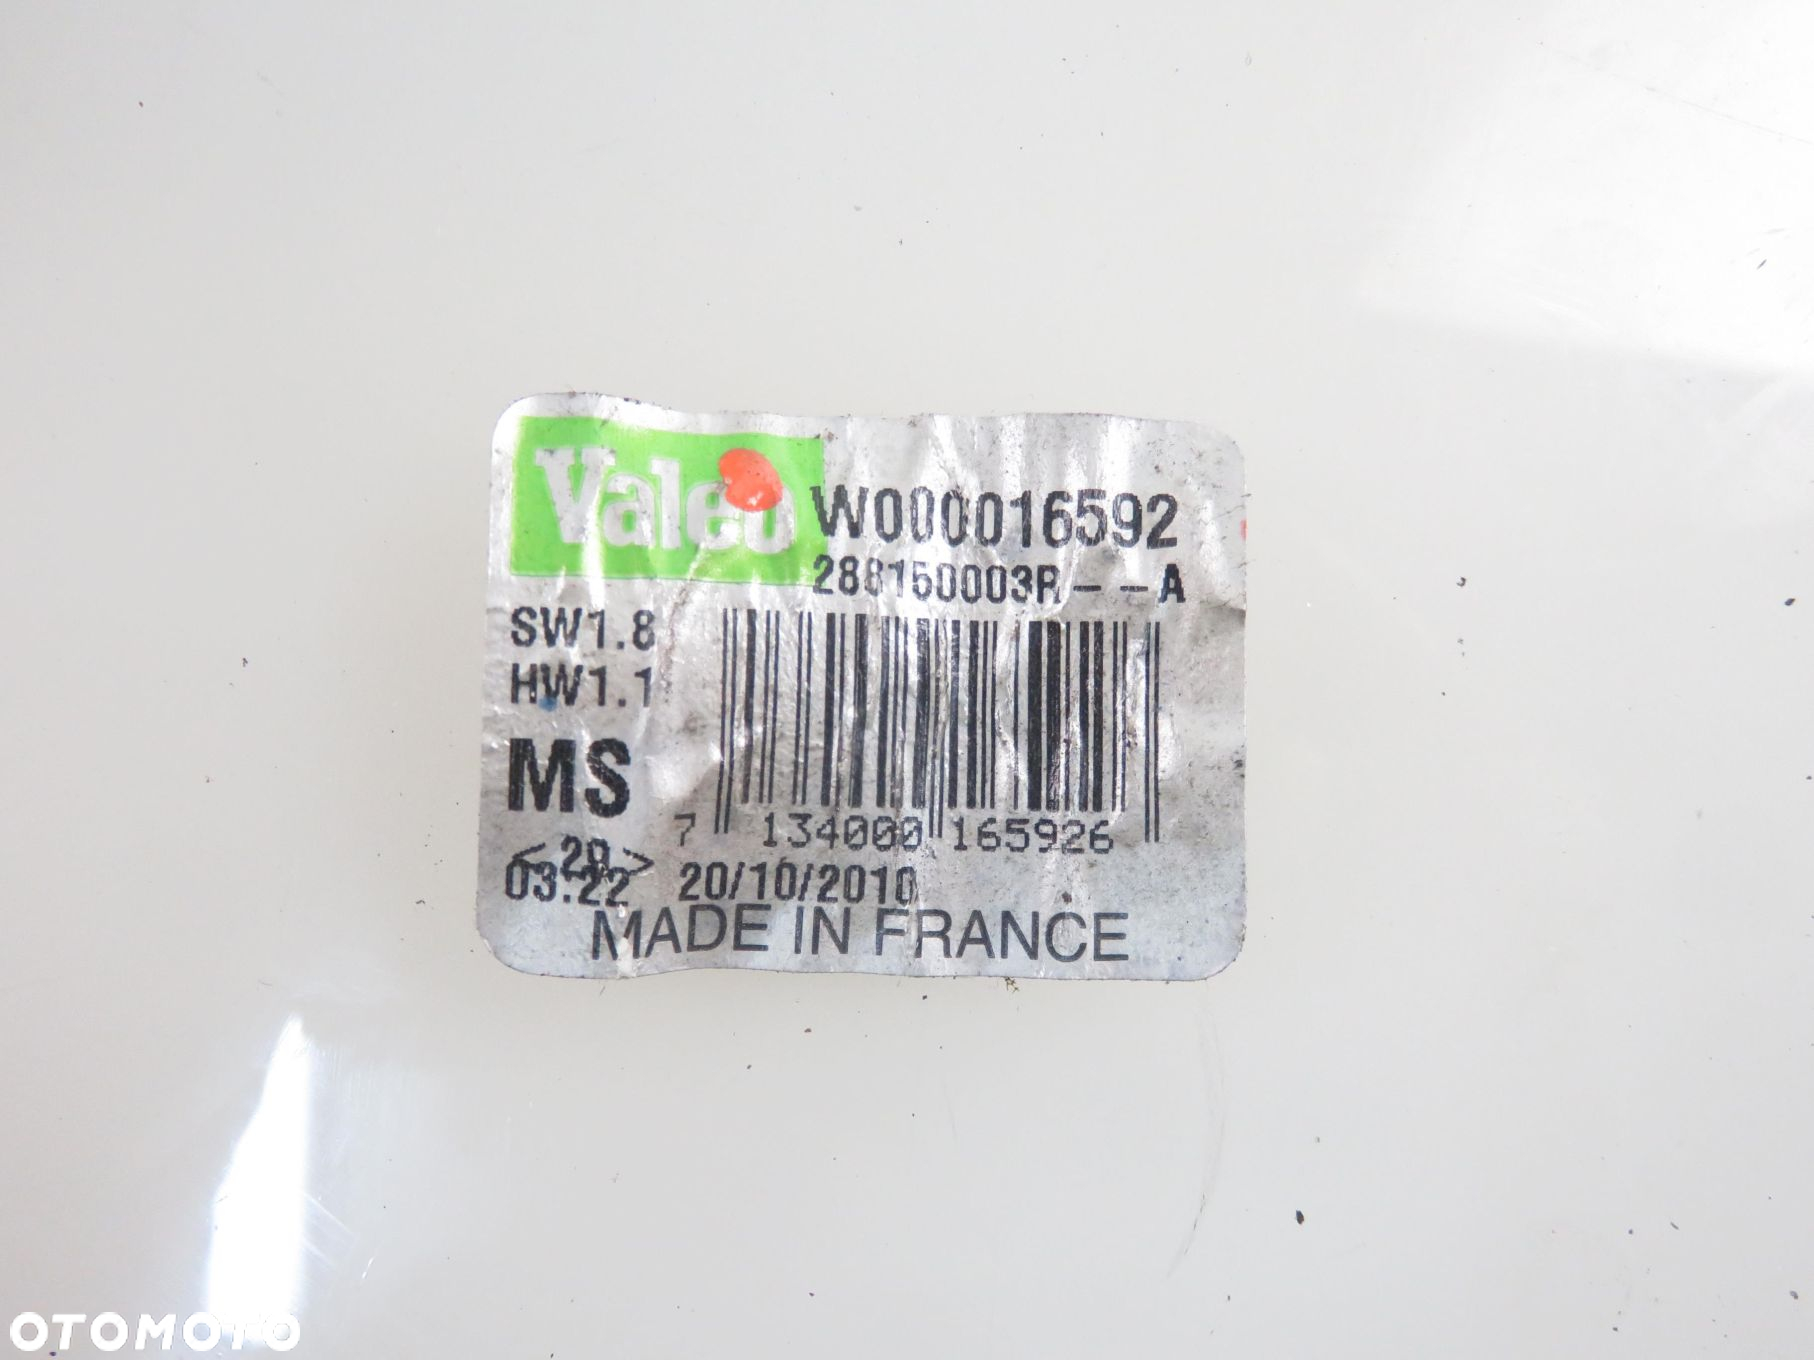 Valeo
W000016592
288150003R--A
SW1.8
HW1.1
MS
7 134000 165926
<20>
03:22 20/10/2010
MADE IN FRANCE
OTOMOTO